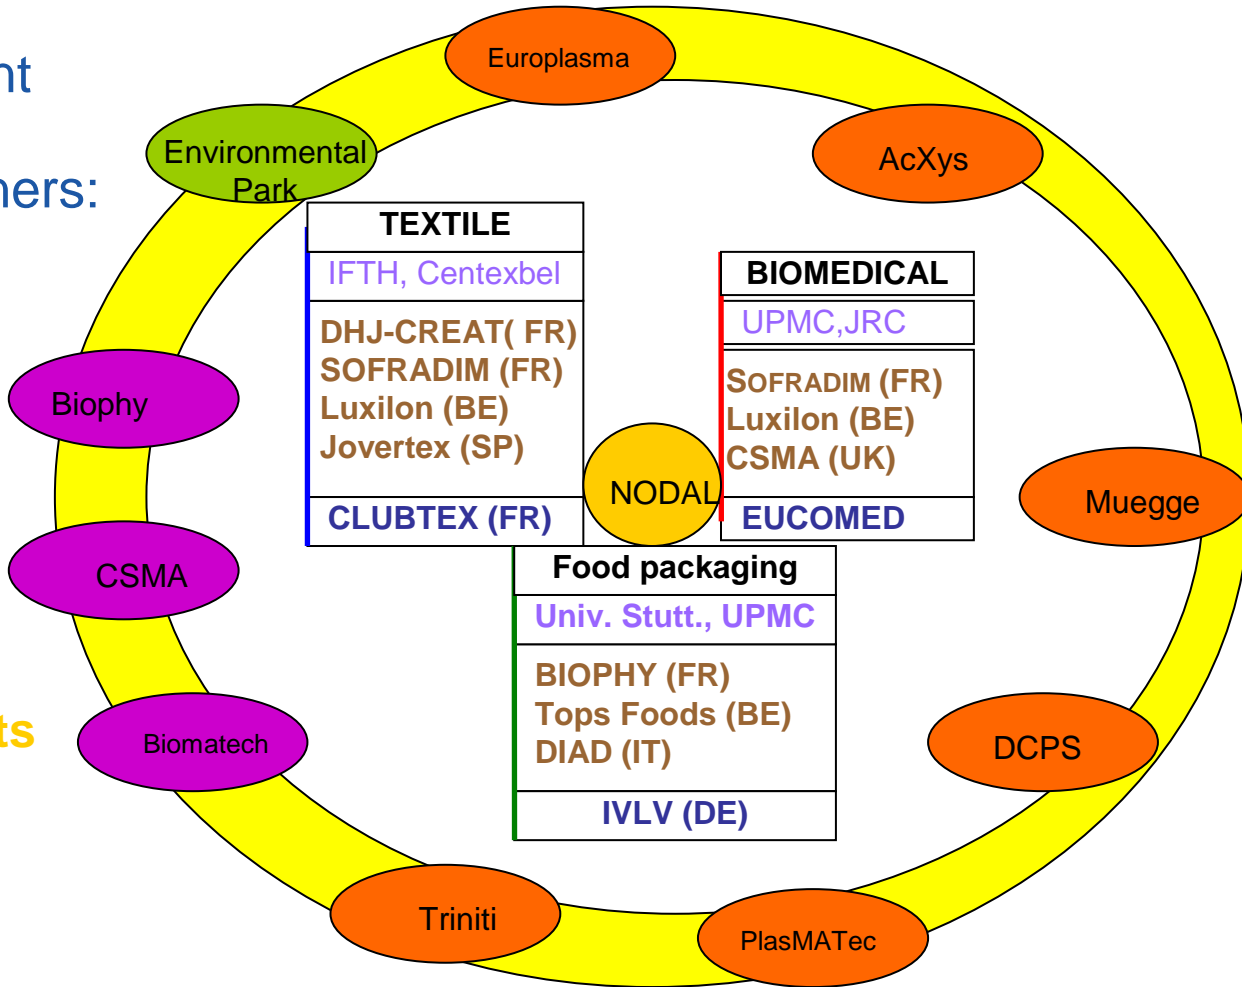 nt
ners:
ts
Europlasma
AcXys
Environmental
Park
TEXTILE
IFTH, Centexbel
DHJ-CREAT( FR)
SOFRADIM (FR)
Luxilon (BE)
Jovertex (SP)
CLUBTEX (FR)
BIOMEDICAL
UPMC,JRC
SOFRADIM (FR)
Luxilon (BE)
CSMA (UK)
EUCOMED
NODAL
Food packaging
Univ. Stutt., UPMC
BIOPHY (FR)
Tops Foods (BE)
DIAD (IT)
IVLV (DE)
Biophy
CSMA
Biomatech
Triniti
PlasMATec
DCPS
Muegge